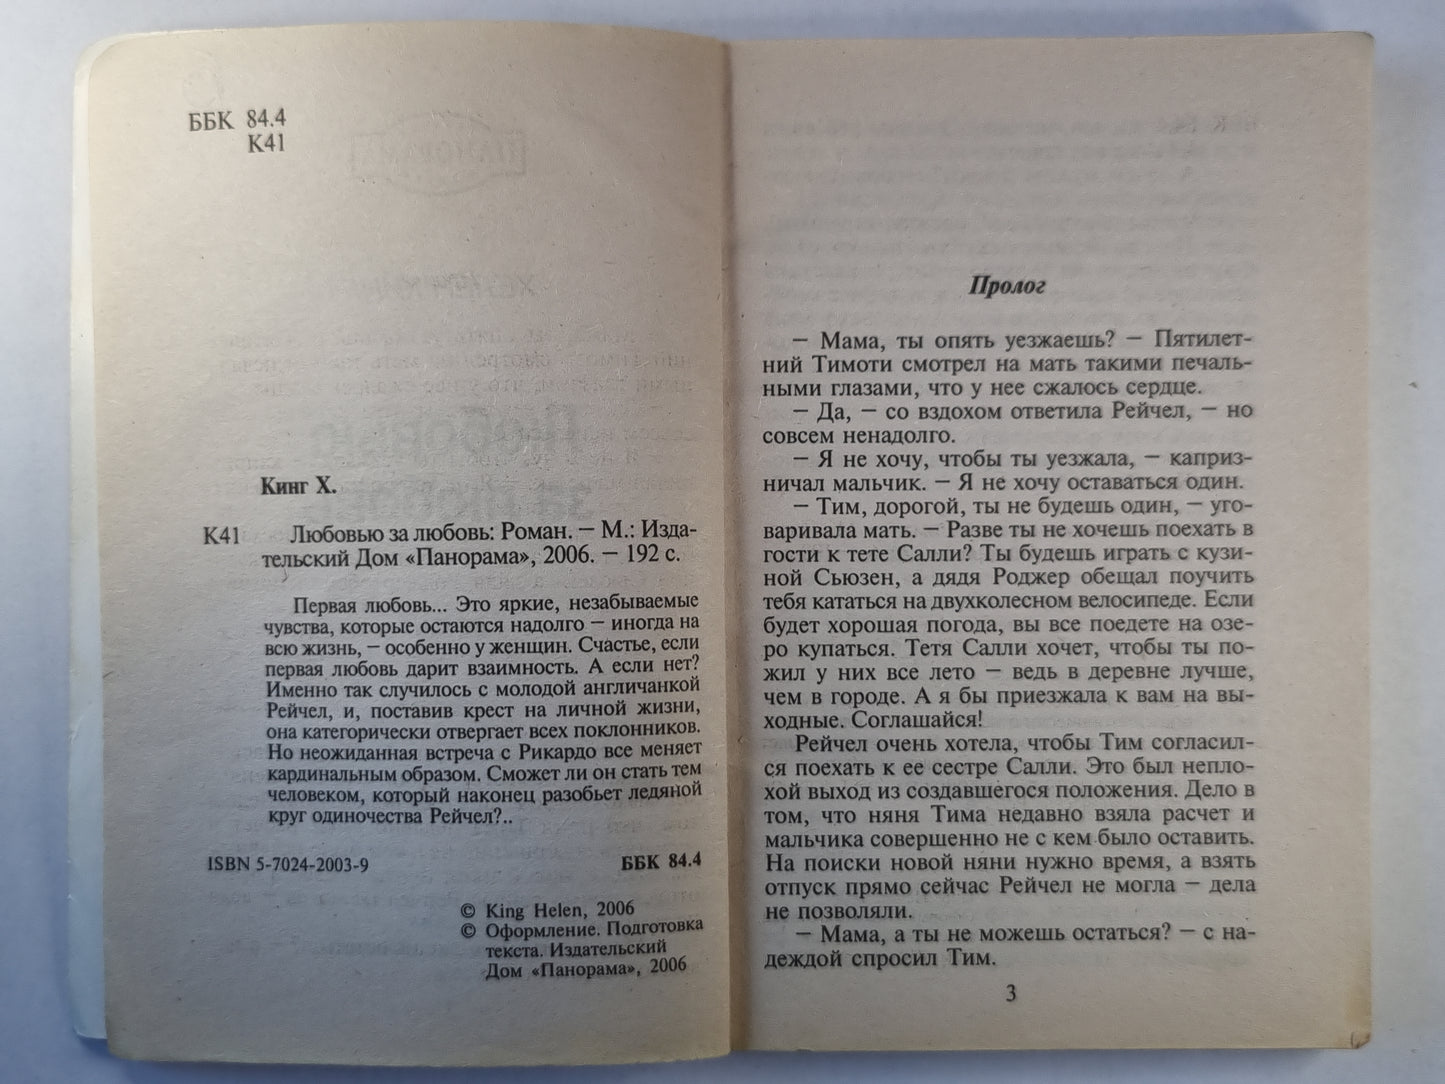 ББК 84.4
К41
Кинг Х.
К41 Любовью за любовь: Роман. — М.: Изда-
тельский Дом «Панорама», 2006. — 192 с.
Первая любовь... Это яркие, незабываемые
чувства, которые остаются надолго — иногда на
всю жизнь, — особенно у женщин. Счастье, если
первая любовь дарит взаимность. А если нет?
Именно так случилось с молодой англичанкой
Рейчел, и, поставив крест на личной жизни,
она категорически отвергает всех поклонников.
Но неожиданная встреча с Рикардо все меняет
кардинальным образом. Сможет ли он стать тем
человеком, который наконец разобьет ледяной
круг одиночества Рейчел?..
ISBN 5-7024-2003-9 ББК 84.4
© King Helen, 2006
© Оформление. Подготовка
текста. Издательский
Дом «Панорама», 2006
Пролог
— Мама, ты опять уезжаешь? — Пятилет-
ний Тимоти смотрел на мать такими печаль-
ными глазами, что у нее сжалось сердце.
— Да, — со вздохом ответила Рейчел, — но
совсем ненадолго.
— Я не хочу, чтобы ты уезжала, — каприз-
ничал мальчик. — Я не хочу оставаться один.
— Тим, дорогой, ты не будешь один, — уго-
варивала мать. — Разве ты не хочешь поехать в
гости к тете Салли? Ты будешь играть с кузи-
ной Сьюзен, а дядя Роджер обещал поучить
тебя кататься на двухколесном велосипеде. Если
будет хорошая погода, вы все поедете на озе-
ро купаться. Тетя Салли хочет, чтобы ты по-
жил у них все лето — ведь в деревне лучше,
чем в городе. А я бы приезжала к вам на вы-
ходные. Соглашайся!
Рейчел очень хотела, чтобы Тим согласил-
ся поехать к ее сестре Салли. Это был непло-
хой выход из создавшегося положения. Дело в
том, что няня Тима недавно взяла расчет и
мальчика совершенно не с кем было оставить.
На поиски новой няни нужно время, а взять
отпуск прямо сейчас Рейчел не могла — дела
не позволяли.
— Мама, а ты не можешь остаться? — с на-
деждой спросил Тим.
3